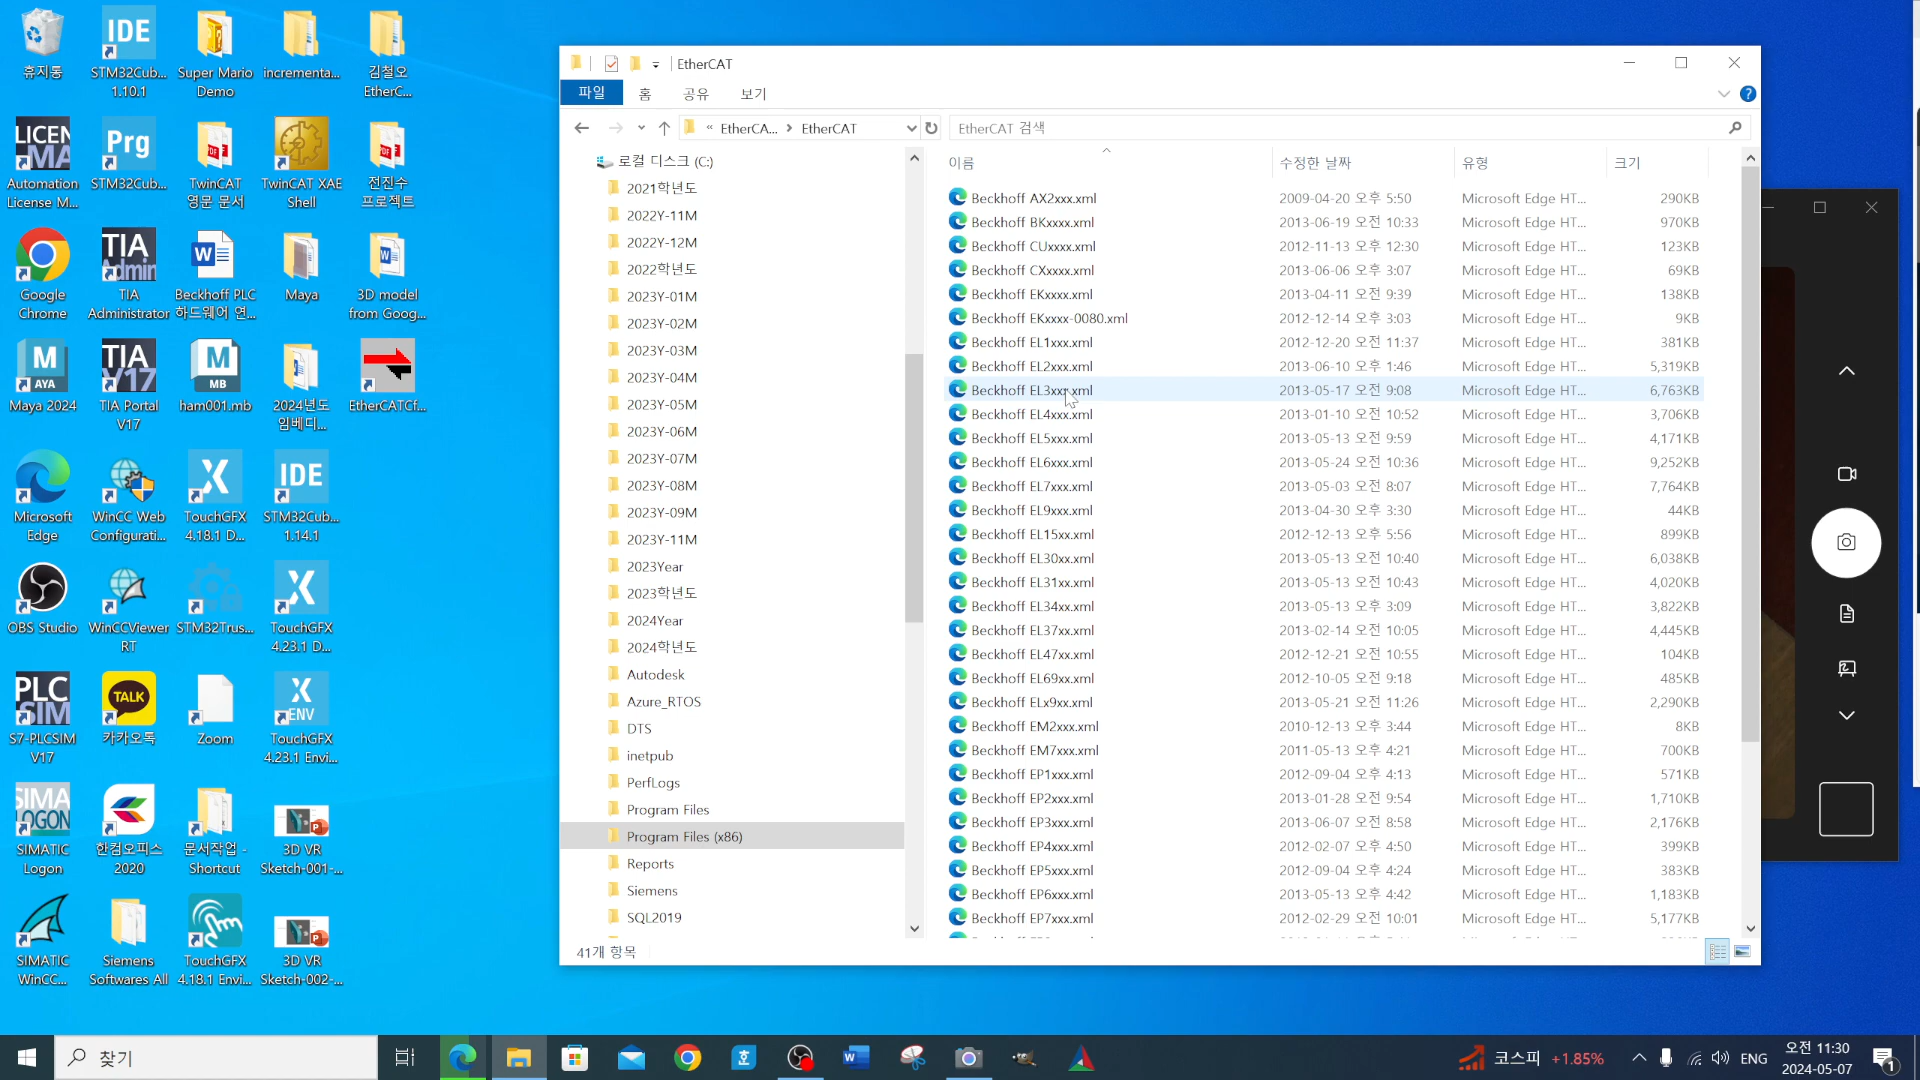 휴지통
IDE
STM32Cub...
1.10.1
Super Mario
Demo
incrementa...
김철오
EtherC...
LICEN
MA
Automation
License M...
Prg
STM32Cub...
TwinCAT
영문 문서
TwinCAT XAE
Shell
전진수
프로젝트
Google
Chrome
TIA
Admin
TIA
Administrator
Beckhoff PLC
하드웨어 연...
Maya
3D model
from Goog...
M
AYA
Maya 2024
TIA
V17
TIA Portal
V17
M
MB
ham001.mb
2024년도
임베디...
EtherCATCf...
Microsoft
Edge
WinCC Web
Configurati...
X
TouchGFX
4.18.1 D...
IDE
STM32Cub...
1.14.1
OBS Studio
WinCCViewer
RT
STM32Trus...
X
TouchGFX
4.23.1 D...
PLC
SIM
S7-PLCSIM
V17
TALK
카카오톡
Zoom
X
ENV
TouchGFX
4.23.1 Envi...
SIMA
LOGON
SIMATIC
Logon
한컴오피스
2020
문서작업 -
Shortcut
3D VR
Sketch-001-...
SIMATIC
WinCC...
Siemens
Softwares All
TouchGFX
4.18.1 Envi...
3D VR
Sketch-002-...
EtherCAT
파일 홈 공유 보기
« EtherCA... › EtherCAT
EtherCAT 검색
로컬 디스크 (C:)
2021학년도
2022Y-11M
2022Y-12M
2022학년도
2023Y-01M
2023Y-02M
2023Y-03M
2023Y-04M
2023Y-05M
2023Y-06M
2023Y-07M
2023Y-08M
2023Y-09M
2023Y-11M
2023Year
2023학년도
2024Year
2024학년도
Autodesk
Azure_RTOS
DTS
inetpub
PerfLogs
Program Files
Program Files (x86)
Reports
Siemens
SQL2019
이름 수정한 날짜 유형 크기
Beckhoff AX2xxx.xml 2009-04-20 오후 5:50 Microsoft Edge HT... 290KB
Beckhoff BKxxxx.xml 2013-06-19 오전 10:33 Microsoft Edge HT... 970KB
Beckhoff CUxxxx.xml 2012-11-13 오후 12:30 Microsoft Edge HT... 123KB
Beckhoff CXxxxx.xml 2013-06-06 오후 3:07 Microsoft Edge HT... 69KB
Beckhoff EKxxxx.xml 2013-04-11 오전 9:39 Microsoft Edge HT... 138KB
Beckhoff EKxxxx-0080.xml 2012-12-14 오후 3:03 Microsoft Edge HT... 9KB
Beckhoff EL1xxx.xml 2012-12-20 오전 11:37 Microsoft Edge HT... 381KB
Beckhoff EL2xxx.xml 2013-06-10 오후 1:46 Microsoft Edge HT... 5,319KB
Beckhoff EL3xxx.xml 2013-05-17 오전 9:08 Microsoft Edge HT... 6,763KB
Beckhoff EL4xxx.xml 2013-01-10 오전 10:52 Microsoft Edge HT... 3,706KB
Beckhoff EL5xxx.xml 2013-05-13 오전 9:59 Microsoft Edge HT... 4,171KB
Beckhoff EL6xxx.xml 2013-05-24 오전 10:36 Microsoft Edge HT... 9,252KB
Beckhoff EL7xxx.xml 2013-05-03 오전 8:07 Microsoft Edge HT... 7,764KB
Beckhoff EL9xxx.xml 2013-04-30 오후 3:30 Microsoft Edge HT... 44KB
Beckhoff EL15xx.xml 2012-12-13 오후 5:56 Microsoft Edge HT... 899KB
Beckhoff EL30xx.xml 2013-05-13 오전 10:40 Microsoft Edge HT... 6,038KB
Beckhoff EL31xx.xml 2013-05-13 오전 10:43 Microsoft Edge HT... 4,020KB
Beckhoff EL34xx.xml 2013-05-13 오후 3:09 Microsoft Edge HT... 3,822KB
Beckhoff EL37xx.xml 2013-02-14 오전 10:05 Microsoft Edge HT... 4,445KB
Beckhoff EL47xx.xml 2012-12-21 오전 10:55 Microsoft Edge HT... 104KB
Beckhoff EL69xx.xml 2012-10-05 오전 9:18 Microsoft Edge HT... 485KB
Beckhoff ELx9xx.xml 2013-05-21 오전 11:26 Microsoft Edge HT... 2,290KB
Beckhoff EM2xxx.xml 2010-12-13 오후 3:44 Microsoft Edge HT... 8KB
Beckhoff EM7xxx.xml 2011-05-13 오후 4:21 Microsoft Edge HT... 700KB
Beckhoff EP1xxx.xml 2012-09-04 오후 4:13 Microsoft Edge HT... 571KB
Beckhoff EP2xxx.xml 2013-01-28 오전 9:54 Microsoft Edge HT... 1,710KB
Beckhoff EP3xxx.xml 2013-06-07 오전 8:58 Microsoft Edge HT... 2,176KB
Beckhoff EP4xxx.xml 2012-02-07 오후 4:50 Microsoft Edge HT... 399KB
Beckhoff EP5xxx.xml 2012-09-04 오후 4:24 Microsoft Edge HT... 383KB
Beckhoff EP6xxx.xml 2013-05-13 오후 4:42 Microsoft Edge HT... 1,183KB
Beckhoff EP7xxx.xml 2012-02-29 오전 10:01 Microsoft Edge HT... 5,177KB
41개 항목
찾기
코스피 +1.85%
ENG
오전 11:30
2024-05-07
1